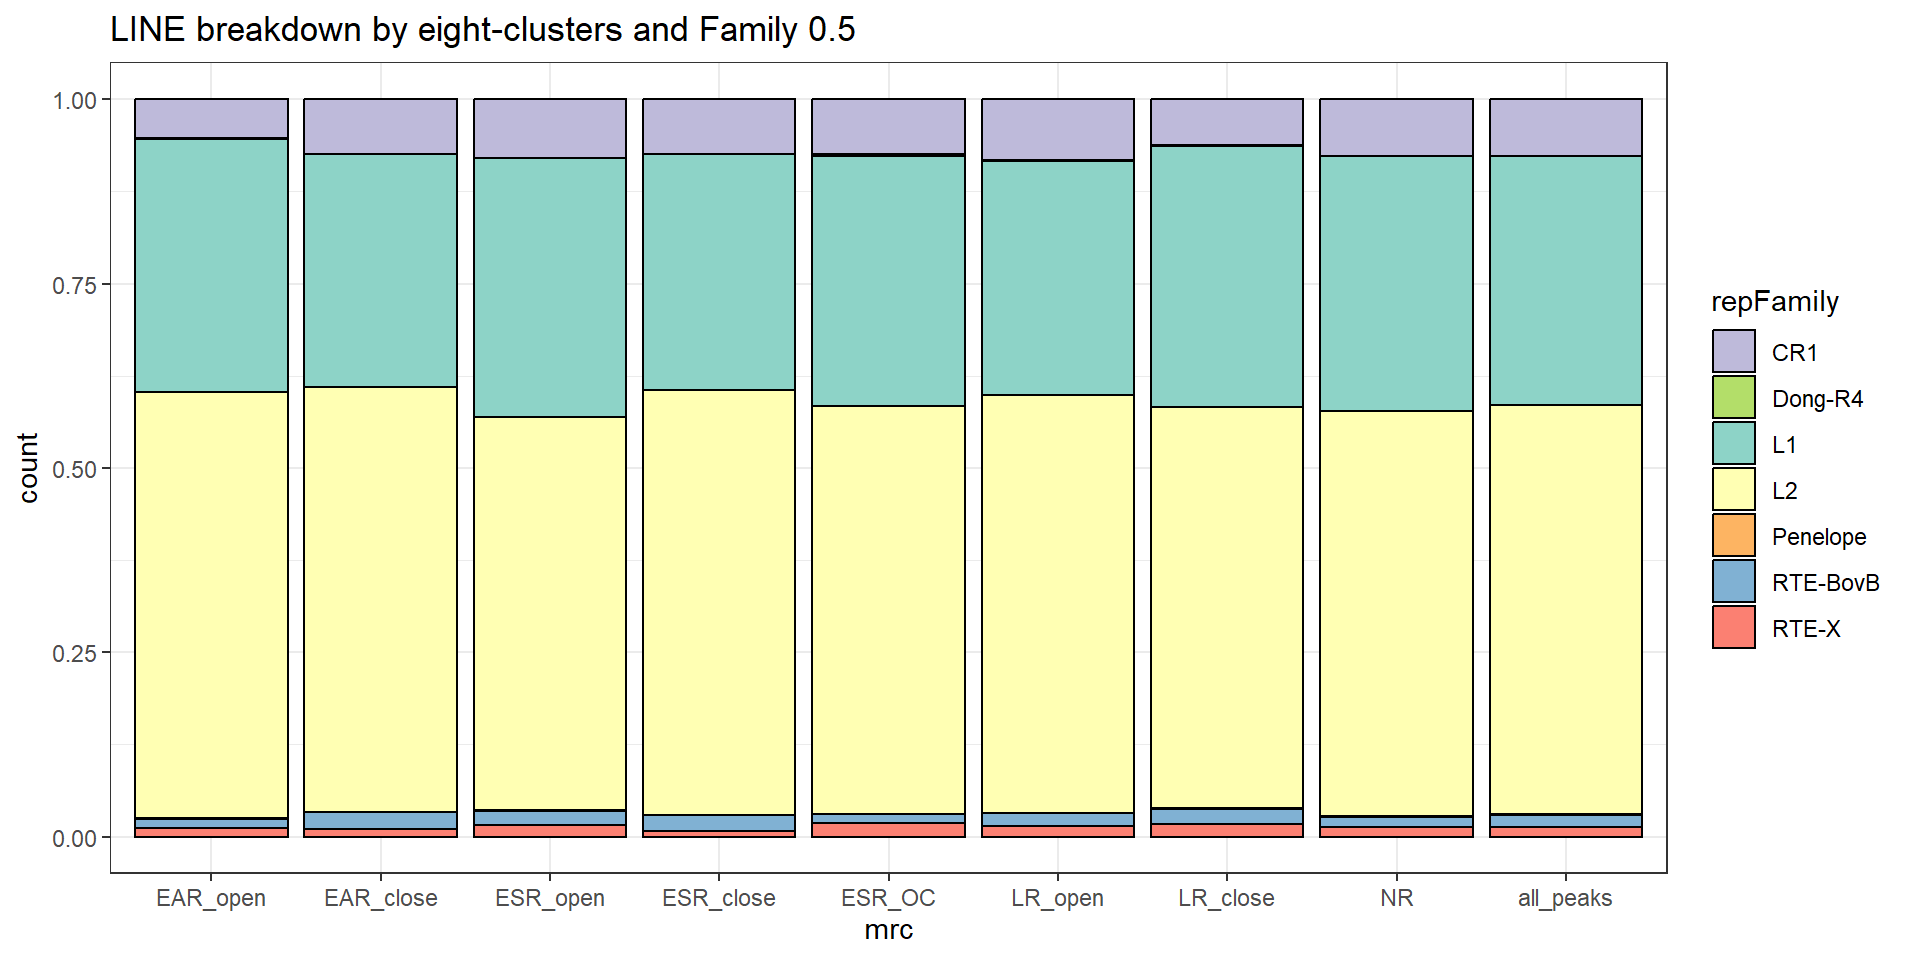 LINE breakdown by eight-clusters and Family 0.5
count
1.00
0.75
0.50
0.25
0.00
EAR_open EAR_close ESR_open ESR_close ESR_OC LR_open LR_close NR all_peaks
mrc
repFamily
CR1
Dong-R4
L1
L2
Penelope
RTE-BovB
RTE-X